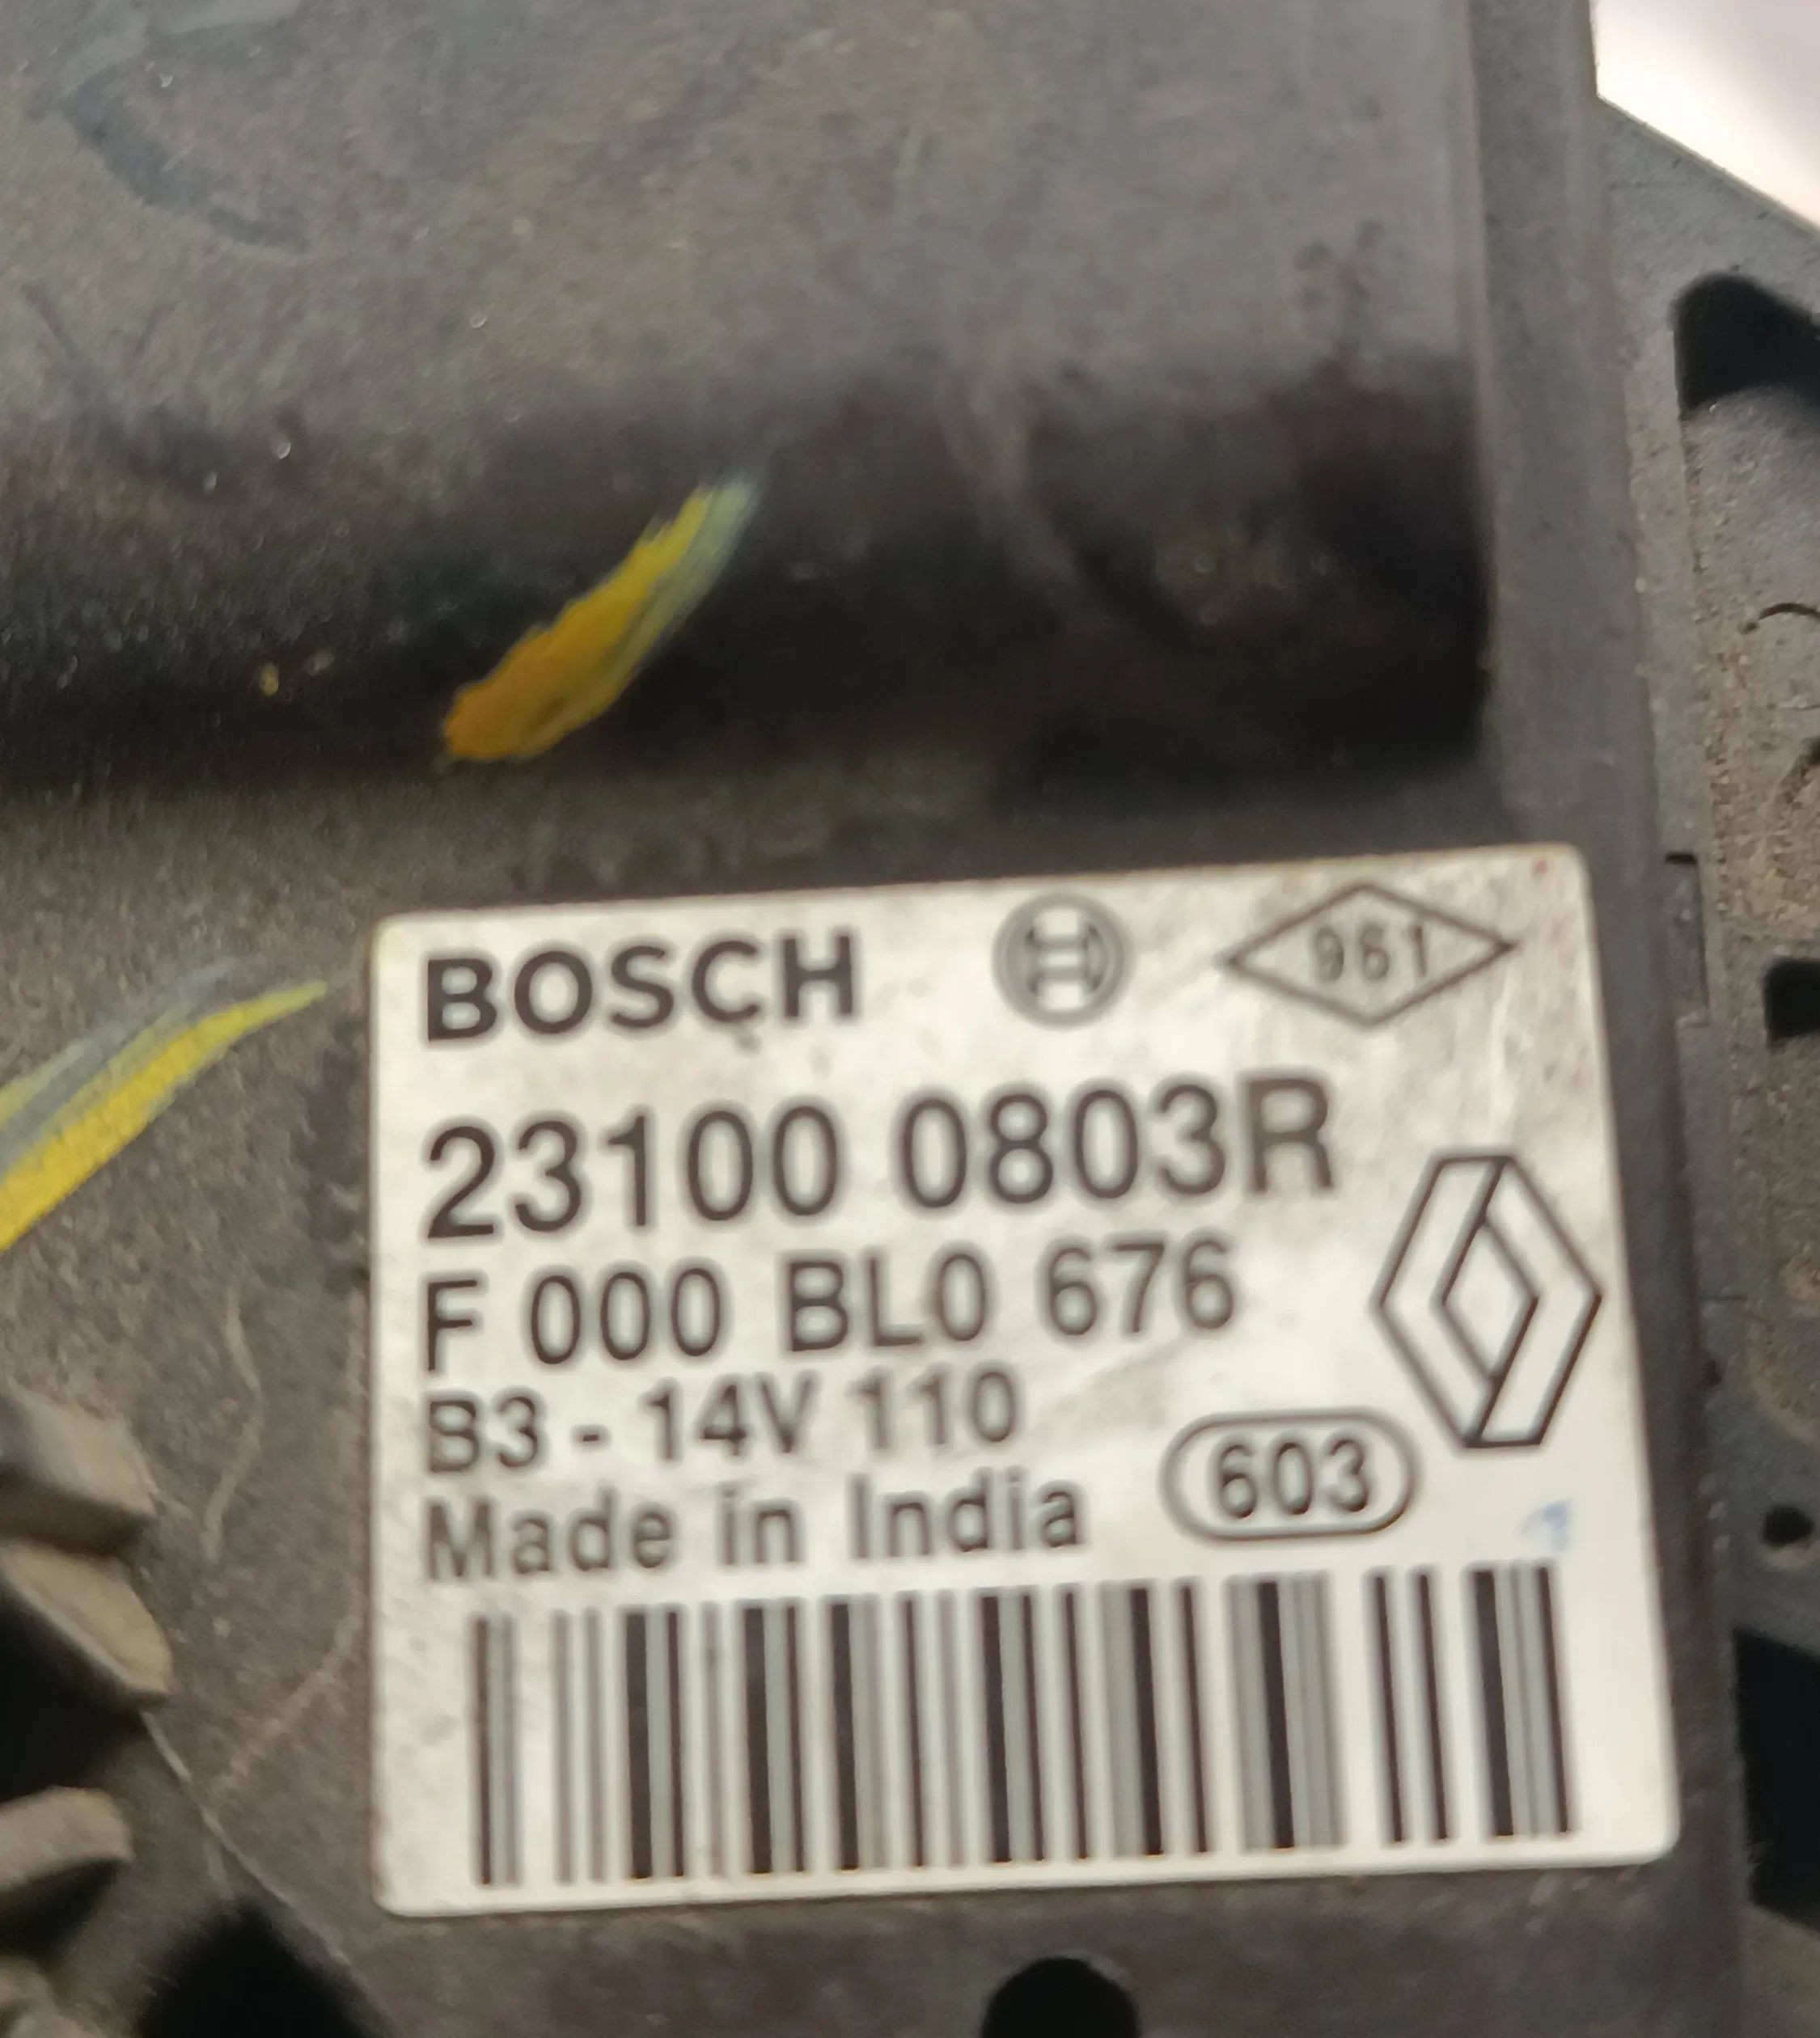 BOSCH 961
23100 0803R
F 000 BL0 676
B3 - 14V 110
Made in India 603